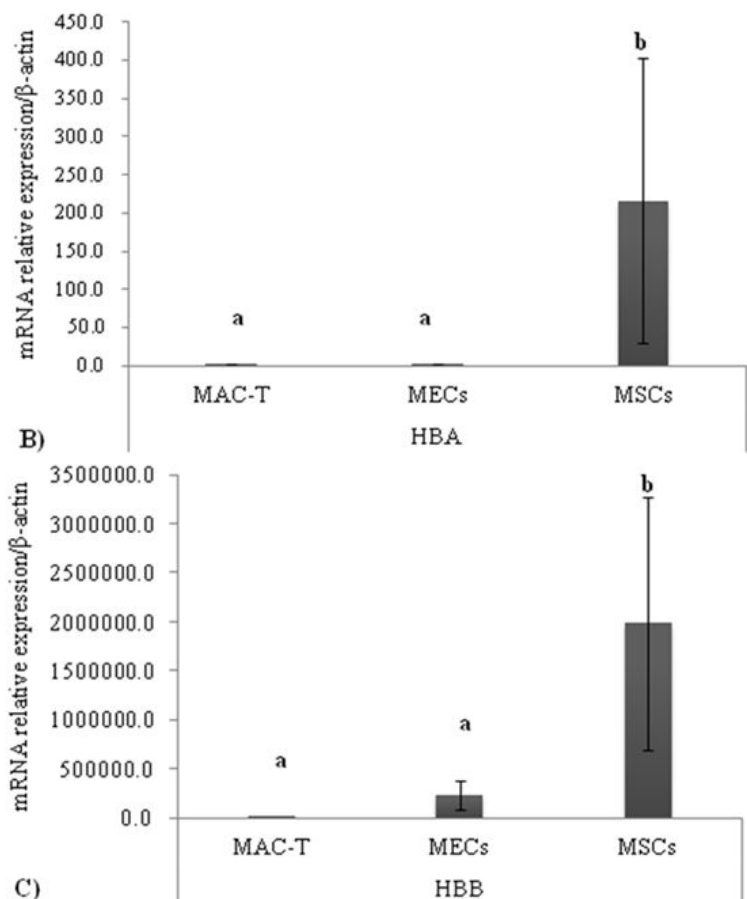 mRNA relative expression/β-actin
450.0
400.0
350.0
300.0
250.0
200.0
150.0
100.0
50.0
0.0
a
a
b
MAC-T MECs MSCs
HBA
B)
mRNA relative expression/β-actin
3500000.0
3000000.0
2500000.0
2000000.0
1500000.0
1000000.0
500000.0
0.0
a
a
b
MAC-T MECs MSCs
HBB
C)